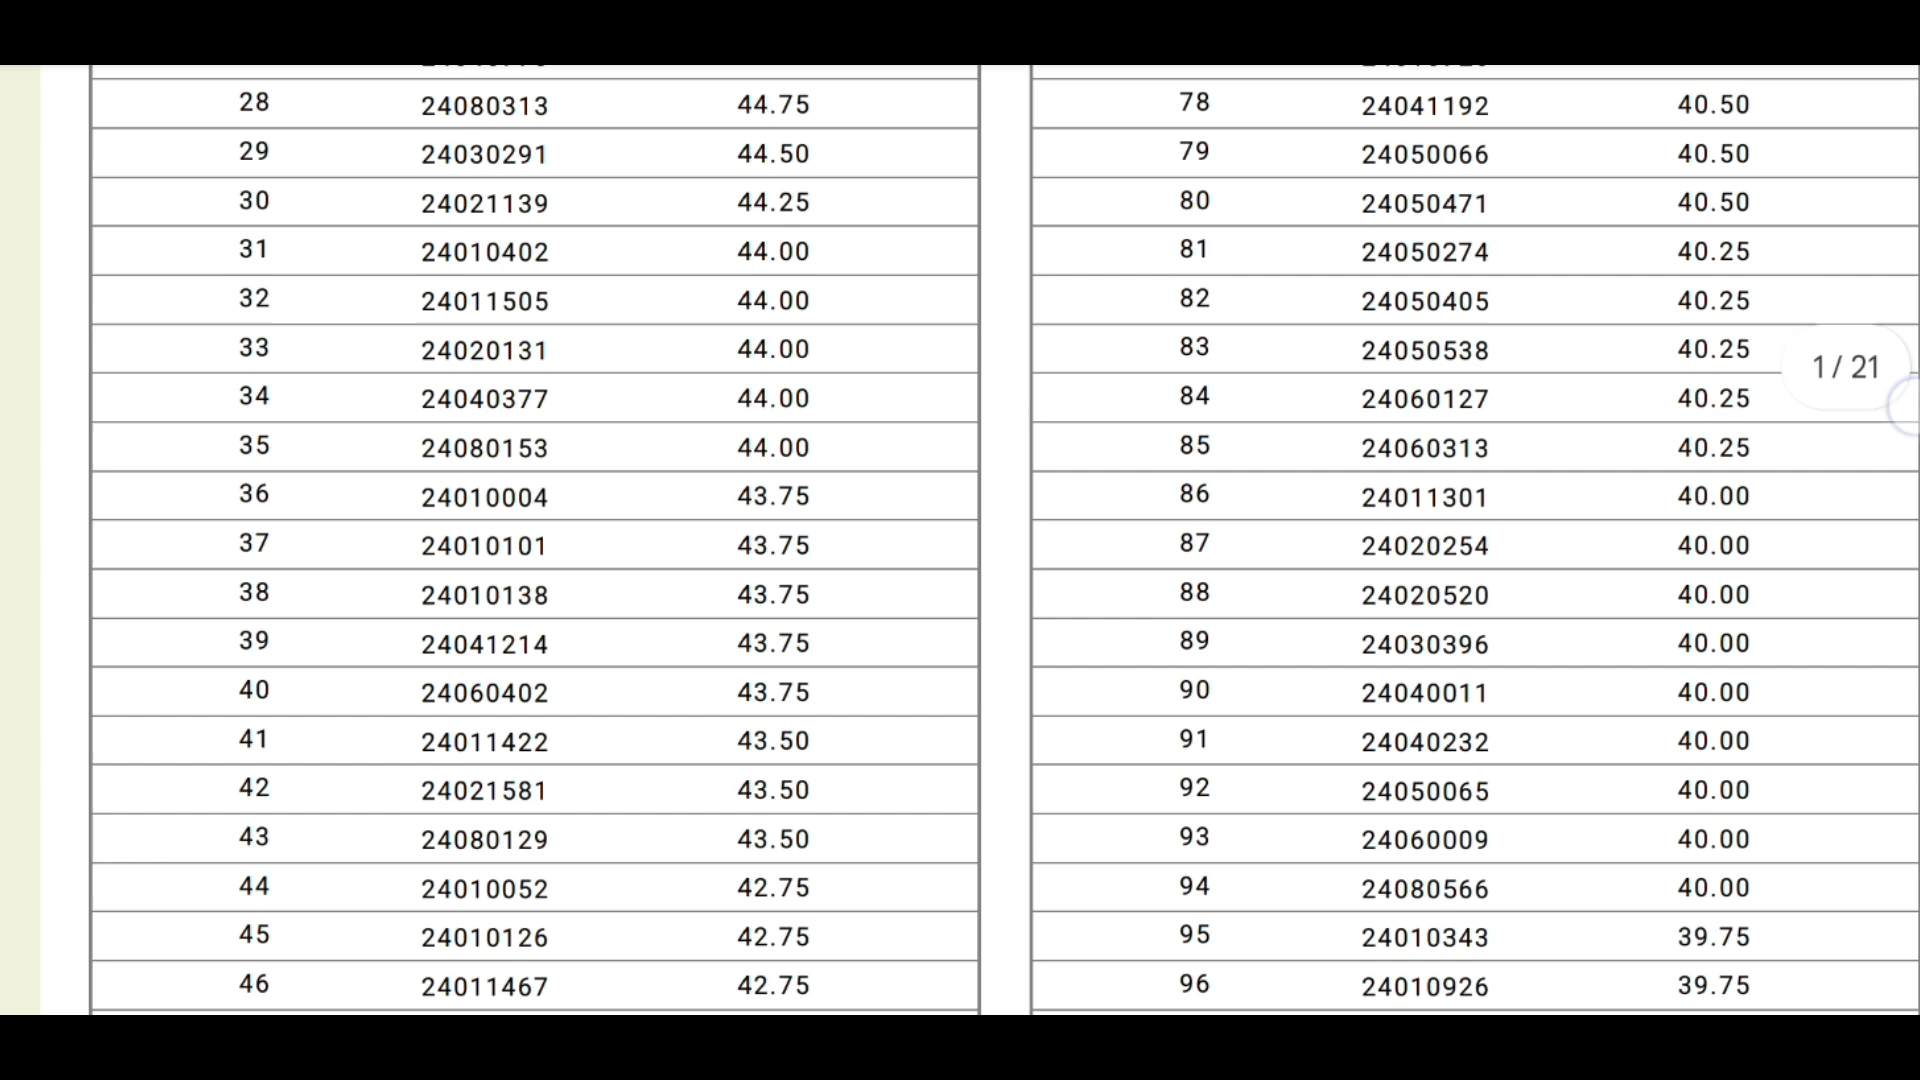 28 24080313 44.75
29 24030291 44.50
30 24021139 44.25
31 24010402 44.00
32 24011505 44.00
33 24020131 44.00
34 24040377 44.00
35 24080153 44.00
36 24010004 43.75
37 24010101 43.75
38 24010138 43.75
39 24041214 43.75
40 24060402 43.75
41 24011422 43.50
42 24021581 43.50
43 24080129 43.50
44 24010052 42.75
45 24010126 42.75
46 24011467 42.75
78 24041192 40.50
79 24050066 40.50
80 24050471 40.50
81 24050274 40.25
82 24050405 40.25
83 24050538 40.25
84 24060127 40.25
85 24060313 40.25
86 24011301 40.00
87 24020254 40.00
88 24020520 40.00
89 24030396 40.00
90 24040011 40.00
91 24040232 40.00
92 24050065 40.00
93 24060009 40.00
94 24080566 40.00
95 24010343 39.75
96 24010926 39.75
1 / 21